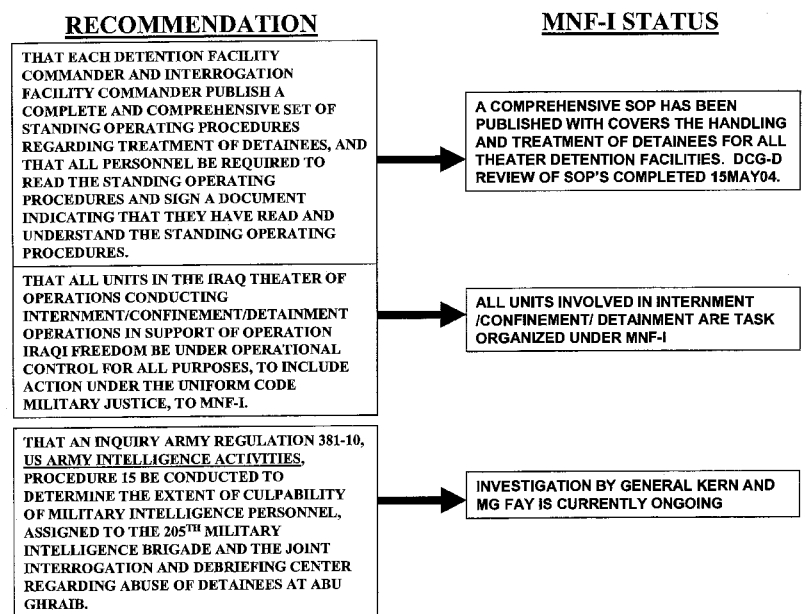 RECOMMENDATION
THAT EACH DETENTION FACILITY
COMMANDER AND INTERROGATION
FACILITY COMMANDER PUBLISH A
COMPLETE AND COMPREHENSIVE SET OF
STANDING OPERATING PROCEDURES
REGARDING TREATMENT OF DETAINEES, AND
THAT ALL PERSONNEL BE REQUIRED TO
READ THE STANDING OPERATING
PROCEDURES AND SIGN A DOCUMENT
INDICATING THAT THEY HAVE READ AND
UNDERSTAND THE STANDING OPERATING
PROCEDURES.
THAT ALL UNITS IN THE IRAQ THEATER OF
OPERATIONS CONDUCTING
INTERNMENT/CONFINEMENT/DETAINMENT
OPERATIONS IN SUPPORT OF OPERATION
IRAQI FREEDOM BE UNDER OPERATIONAL
CONTROL FOR ALL PURPOSES, TO INCLUDE
ACTION UNDER THE UNIFORM CODE
MILITARY JUSTICE, TO MNF-I.
THAT AN INQUIRY ARMY REGULATION 381-10,
US ARMY INTELLIGENCE ACTIVITIES,
PROCEDURE 15 BE CONDUCTED TO
DETERMINE THE EXTENT OF CULPABILITY
OF MILITARY INTELLIGENCE PERSONNEL,
ASSIGNED TO THE 205TH MILITARY
INTELLIGENCE BRIGADE AND THE JOINT
INTERROGATION AND DEBRIEFING CENTER
REGARDING ABUSE OF DETAINEES AT ABU
GHRAIB.
MNF-I STATUS
A COMPREHENSIVE SOP HAS BEEN
PUBLISHED WITH COVERS THE HANDLING
AND TREATMENT OF DETAINEES FOR ALL
THEATER DETENTION FACILITIES. DCG-D
REVIEW OF SOP'S COMPLETED 15MAY04.
ALL UNITS INVOLVED IN INTERNMENT
/CONFINEMENT/ DETAINMENT ARE TASK
ORGANIZED UNDER MNF-I
INVESTIGATION BY GENERAL KERN AND
MG FAY IS CURRENTLY ONGOING